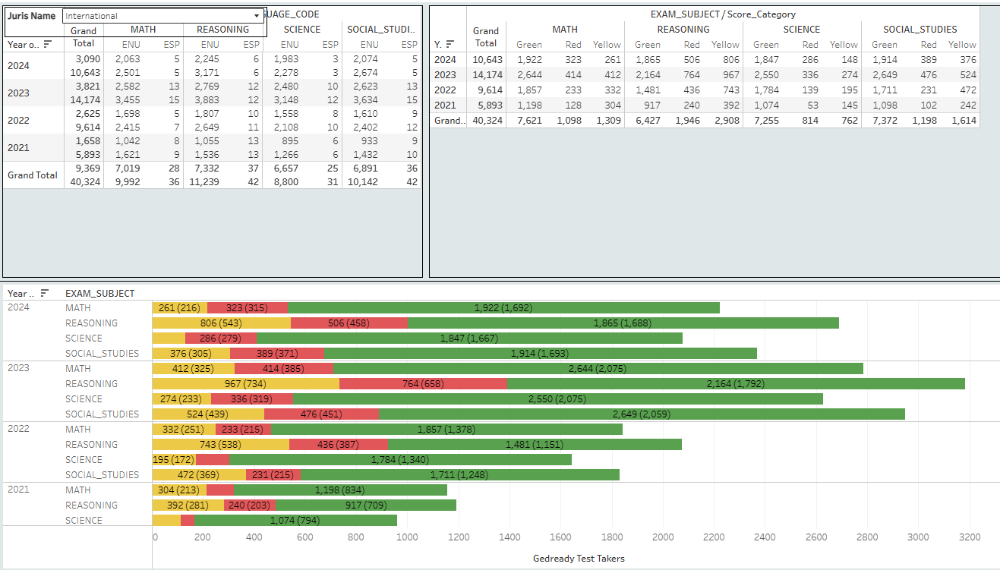 Juris Name International GUAGE_CODE
Grand MATH REASONING SCIENCE SOCIAL_STUDI..
Year o.. Total ENU ESP ENU ESP ENU ESP ENU ESP
2024 3,090 2,063 5 2,245 6 1,983 3 2,074 5
10,643 2,501 5 3,171 6 2,278 3 2,674 5
2023 3,821 2,582 13 2,769 12 2,480 10 2,623 13
14,174 3,455 15 3,883 12 3,148 12 3,634 15
2022 2,625 1,698 5 1,807 10 1,558 8 1,610 9
9,614 2,415 7 2,649 11 2,108 10 2,402 12
2021 1,658 1,042 8 1,055 13 895 6 933 9
5,893 1,621 9 1,536 13 1,266 6 1,432 10
Grand Total 9,369 7,019 28 7,332 37 6,657 25 6,891 36
40,324 9,992 36 11,239 42 8,800 31 10,142 42
EXAM_SUBJECT / Score_Category
Grand MATH REASONING SCIENCE SOCIAL_STUDIES
Y. Total Green Red Yellow Green Red Yellow Green Red Yellow Green Red Yellow
2024 10,643 1,922 323 261 1,865 506 806 1,847 286 148 1,914 389 376
2023 14,174 2,644 414 412 2,164 764 967 2,550 336 274 2,649 476 524
2022 9,614 1,857 233 332 1,481 436 743 1,784 139 195 1,711 231 472
2021 5,893 1,198 128 304 917 240 392 1,074 53 145 1,098 102 242
Grand.. 40,324 7,621 1,098 1,309 6,427 1,946 2,908 7,255 814 762 7,372 1,198 1,614
Year .. EXAM_SUBJECT
2024 MATH 261 (216) 323 (315) 1,922 (1,692)
REASONING 806 (543) 506 (458) 1,865 (1,688)
SCIENCE 286 (279) 1,847 (1,667)
SOCIAL_STUDIES 376 (305) 389 (371) 1,914 (1,693)
2023 MATH 412 (325) 414 (385) 2,644 (2,075)
REASONING 967 (734) 764 (658) 2,164 (1,792)
SCIENCE 274 (233) 336 (319) 2,550 (2,075)
SOCIAL_STUDIES 524 (439) 476 (451) 2,649 (2,059)
2022 MATH 332 (251) 233 (215) 1,857 (1,378)
REASONING 743 (538) 436 (387) 1,481 (1,151)
SCIENCE 195 (172) 1,784 (1,340)
SOCIAL_STUDIES 472 (369) 231 (215) 1,711 (1,248)
2021 MATH 304 (213) 1,198 (834)
REASONING 392 (281) 240 (203) 917 (709)
SCIENCE 1,074 (794)
0 200 400 600 800 1000 1200 1400 1600 1800 2000 2200 2400 2600 2800 3000 3200
Gedready Test Takers